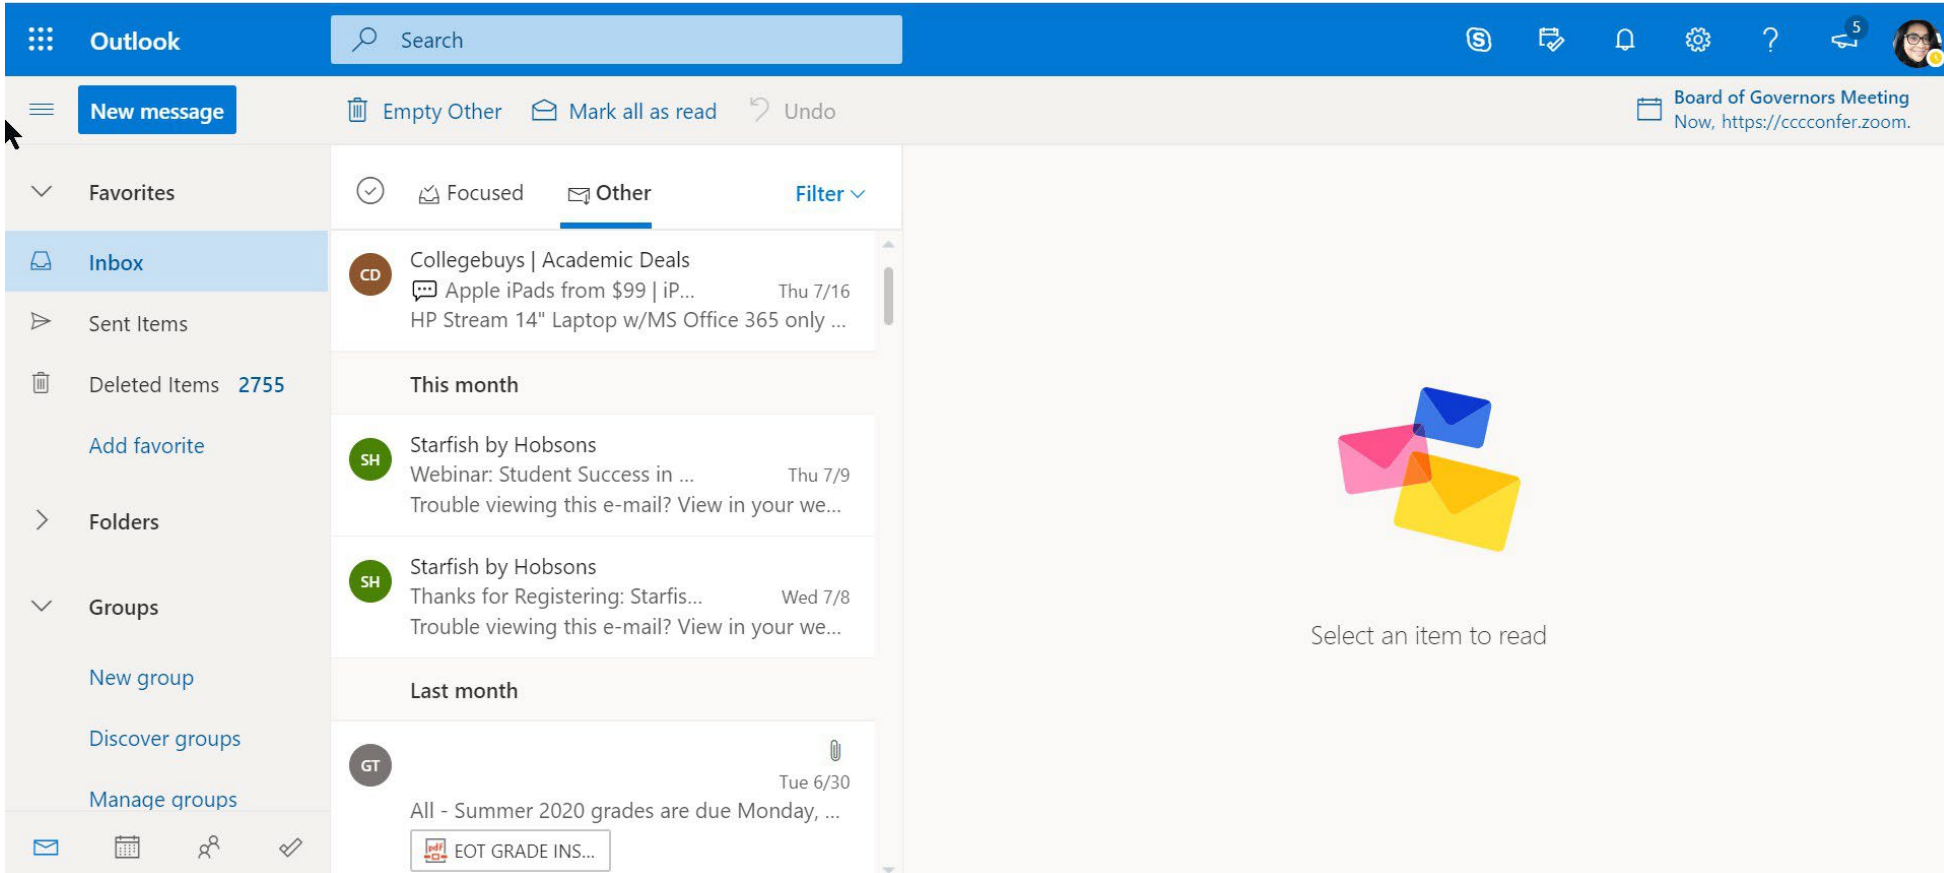 Outlook
Search
5
New message
Empty Other
Mark all as read
Undo
Board of Governors Meeting
Now, https://cccconfer.zoom.
Favorites
Focused
Other
Filter
Inbox
Sent Items
Deleted Items 2755
Add favorite
Folders
Groups
New group
Discover groups
Manage groups
CD
Collegebuys | Academic Deals
Apple iPads from $99 | iP... Thu 7/16
HP Stream 14" Laptop w/MS Office 365 only ...
This month
SH
Starfish by Hobsons
Webinar: Student Success in ... Thu 7/9
Trouble viewing this e-mail? View in your we...
SH
Starfish by Hobsons
Thanks for Registering: Starfis... Wed 7/8
Trouble viewing this e-mail? View in your we...
Last month
GT
Tue 6/30
All - Summer 2020 grades are due Monday, ...
pdf
EOT GRADE INS...
Select an item to read